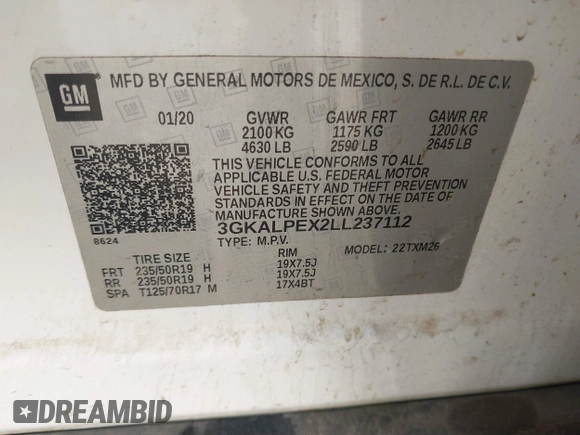 GM
MFD BY GENERAL MOTORS DE MEXICO, S. DE R.L. DE C.V.
01/20 GVWR GAWR FRT GAWR RR
2100 KG 1175 KG 1200 KG
4630 LB 2590 LB 2645 LB
THIS VEHICLE CONFORMS TO ALL
APPLICABLE U.S. FEDERAL MOTOR
VEHICLE SAFETY AND THEFT PREVENTION
STANDARDS IN EFFECT ON THE DATE OF
MANUFACTURE SHOWN ABOVE.
8624 3GKALPEX2LL237112
TYPE: M.P.V. MODEL: 22TXM26
TIRE SIZE RIM
FRT 235/50R19 H 19X7.5J
RR 235/50R19 H 19X7.5J
SPA T125/70R17 M 17X4BT
DREAMBID